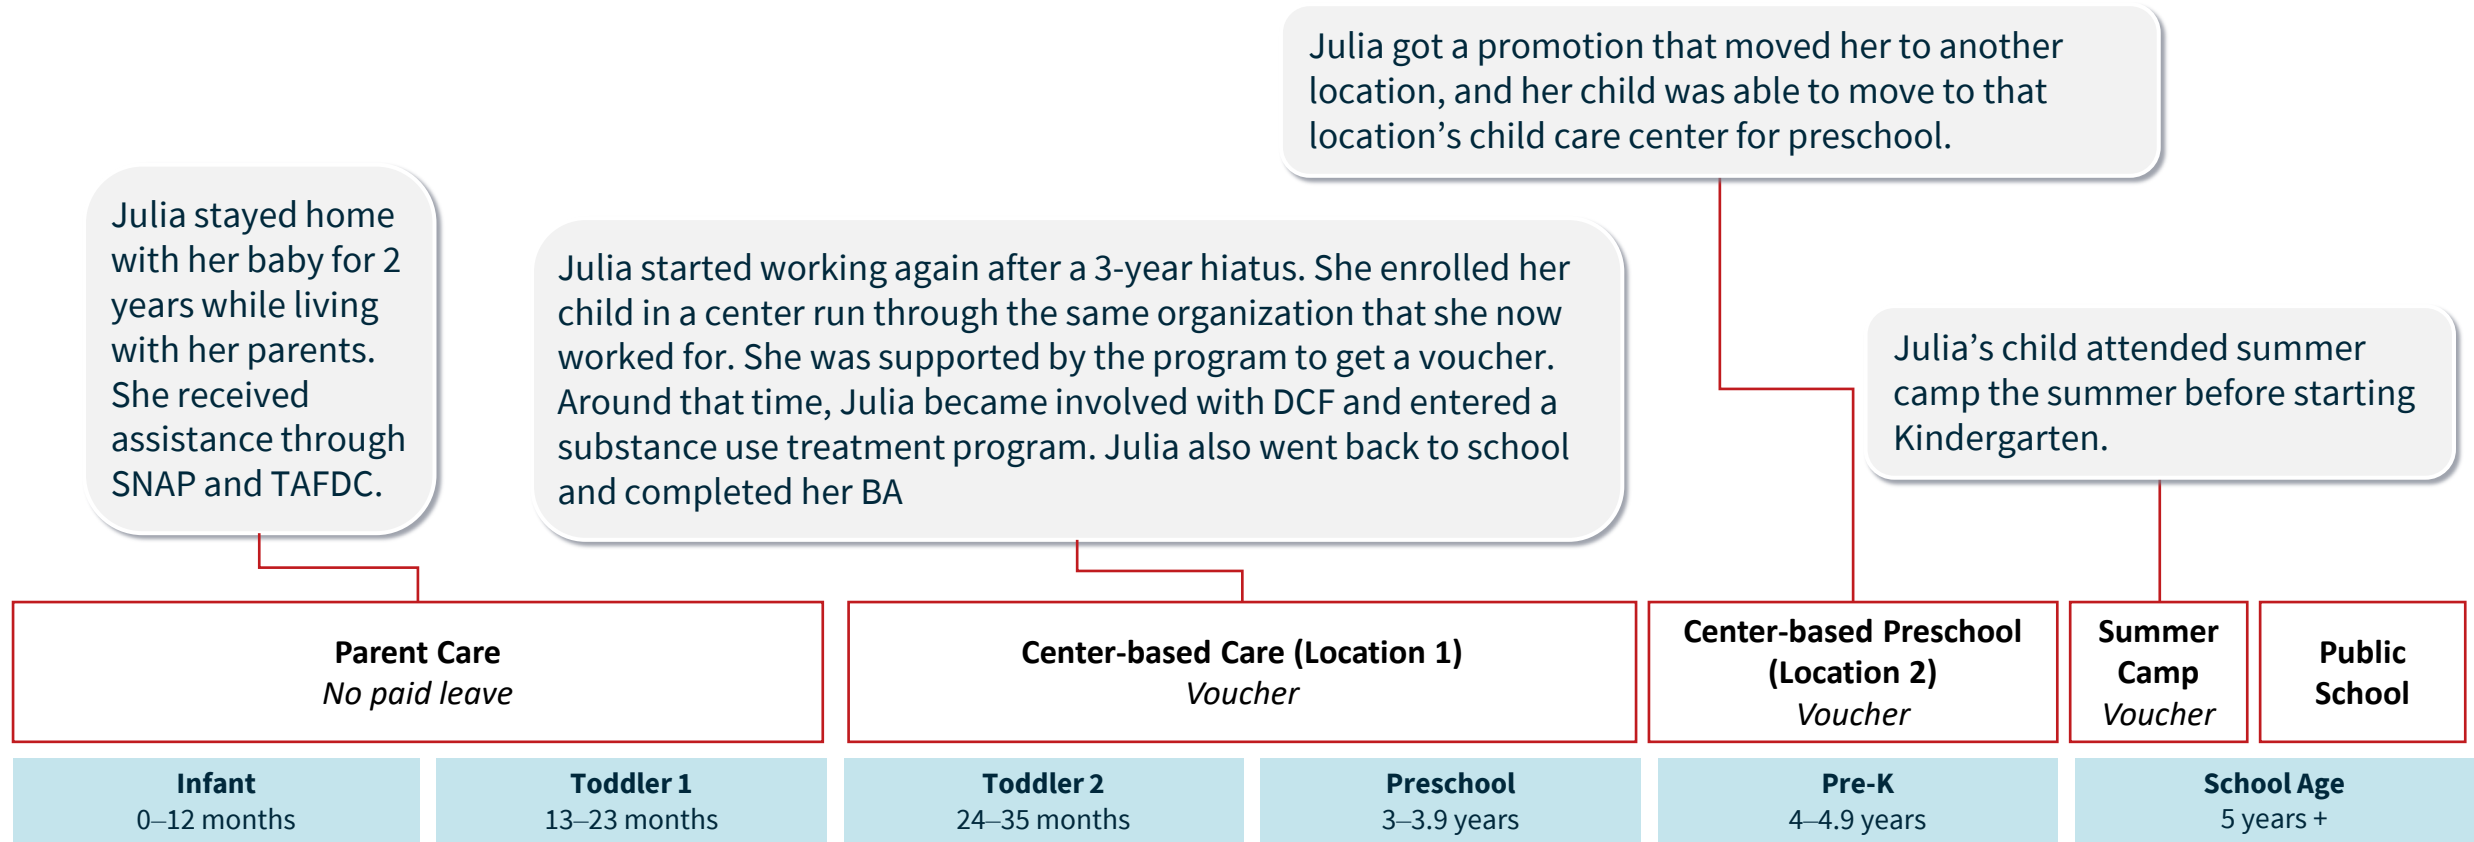 Julia got a promotion that moved her to another
location, and her child was able to move to that
location’s child care center for preschool.
Julia stayed home
with her baby for 2
years while living
with her parents.
She received
assistance through
SNAP and TAFDC.
Julia started working again after a 3-year hiatus. She enrolled her
child in a center run through the same organization that she now
worked for. She was supported by the program to get a voucher.
Around that time, Julia became involved with DCF and entered a
substance use treatment program. Julia also went back to school
and completed her BA
Julia’s child attended summer
camp the summer before starting
Kindergarten.
Parent Care
No paid leave
Center-based Care (Location 1)
Voucher
Center-based Preschool
(Location 2)
Voucher
Summer
Camp
Voucher
Public
School
Infant
0–12 months
Toddler 1
13–23 months
Toddler 2
24–35 months
Preschool
3–3.9 years
Pre-K
4–4.9 years
School Age
5 years +